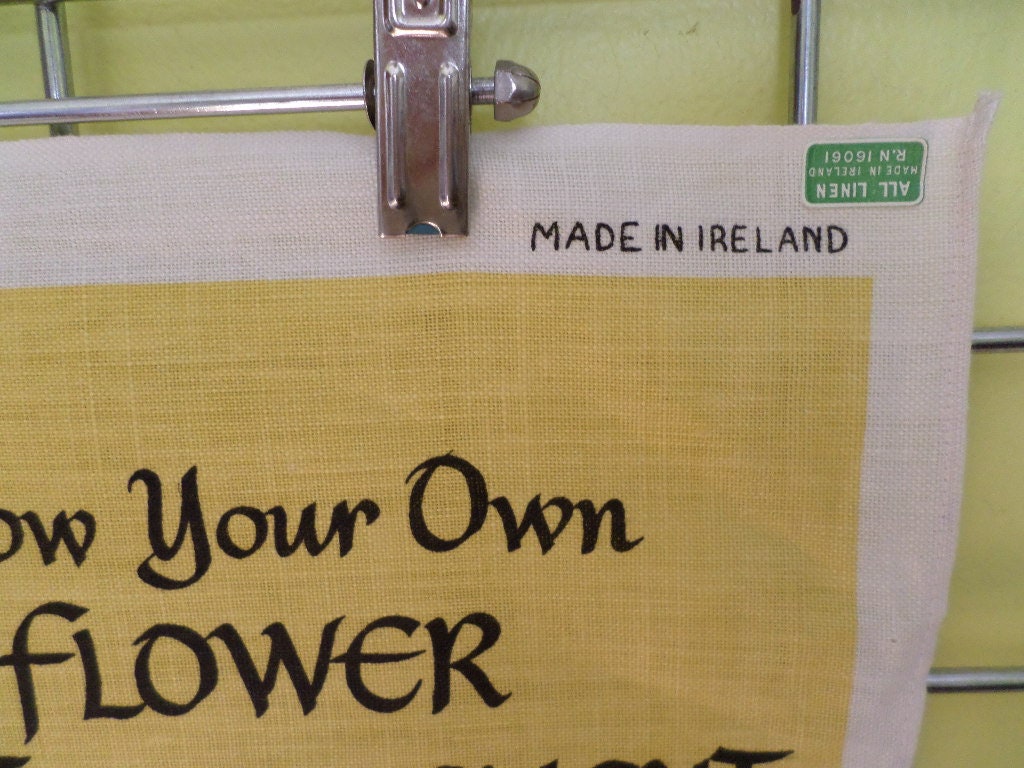 MADE IN IRELAND
ALL LINEN
MADE IN IRELAND
R.N 16061
Your Own
FLOWER